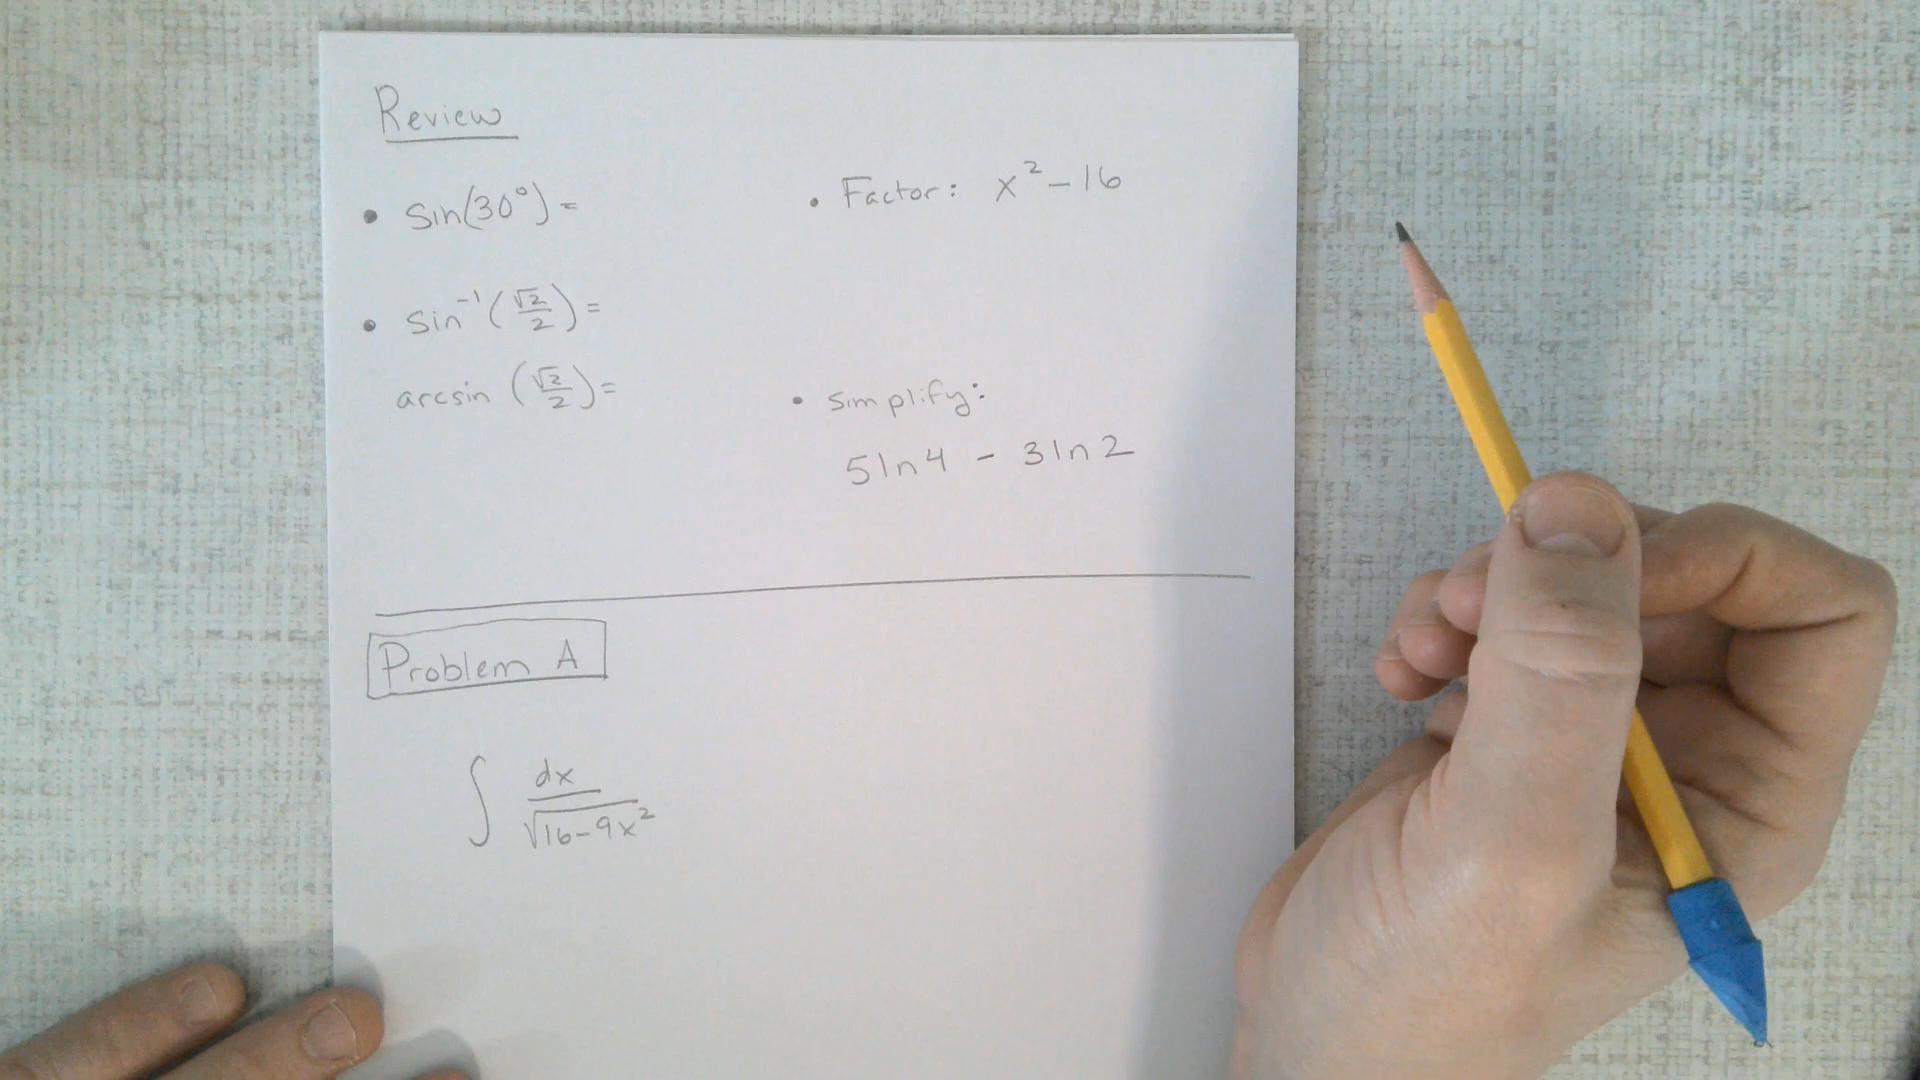 Review
• sin(30°) =
• sin⁻¹(√2/2) =
arcsin (√2/2) =
• Factor: x² - 16
• simplify:
5ln4 - 3ln2
Problem A
∫ dx/√(16-9x²)